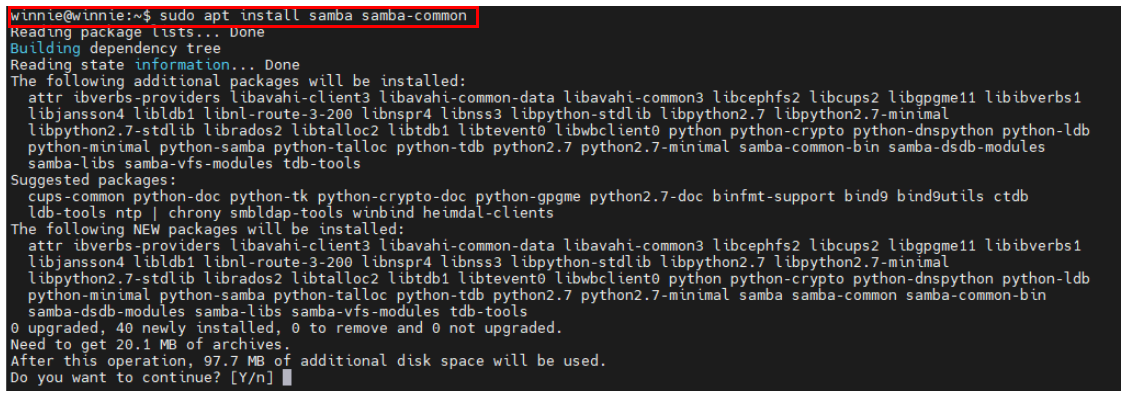 winnie@winnie:~$ sudo apt install samba samba-common
Reading package lists... Done
Building dependency tree
Reading state information... Done
The following additional packages will be installed:
  attr ibverbs-providers libavahi-client3 libavahi-common-data libavahi-common3 libcephfs2 libcups2 libgpgme11 libibverbs1
  libjansson4 libldb1 libnl-route-3-200 libnspr4 libnss3 libpython-stdlib libpython2.7 libpython2.7-minimal
  libpython2.7-stdlib librados2 libtalloc2 libtdb1 libtevent0 libwbclient0 python python-crypto python-dnspython python-ldb
  python-minimal python-samba python-talloc python-tdb python2.7 python2.7-minimal samba-common-bin samba-dsdb-modules
  samba-libs samba-vfs-modules tdb-tools
Suggested packages:
  cups-common python-doc python-tk python-crypto-doc python-gpgme python2.7-doc binfmt-support bind9 bind9utils ctdb
  ldb-tools ntp | chrony smbldap-tools winbind heimdal-clients
The following NEW packages will be installed:
  attr ibverbs-providers libavahi-client3 libavahi-common-data libavahi-common3 libcephfs2 libcups2 libgpgme11 libibverbs1
  libjansson4 libldb1 libnl-route-3-200 libnspr4 libnss3 libpython-stdlib libpython2.7 libpython2.7-minimal
  libpython2.7-stdlib librados2 libtalloc2 libtdb1 libtevent0 libwbclient0 python python-crypto python-dnspython python-ldb
  python-minimal python-samba python-talloc python-tdb python2.7 python2.7-minimal samba samba-common samba-common-bin
  samba-dsdb-modules samba-libs samba-vfs-modules tdb-tools
0 upgraded, 40 newly installed, 0 to remove and 0 not upgraded.
Need to get 20.1 MB of archives.
After this operation, 97.7 MB of additional disk space will be used.
Do you want to continue? [Y/n]